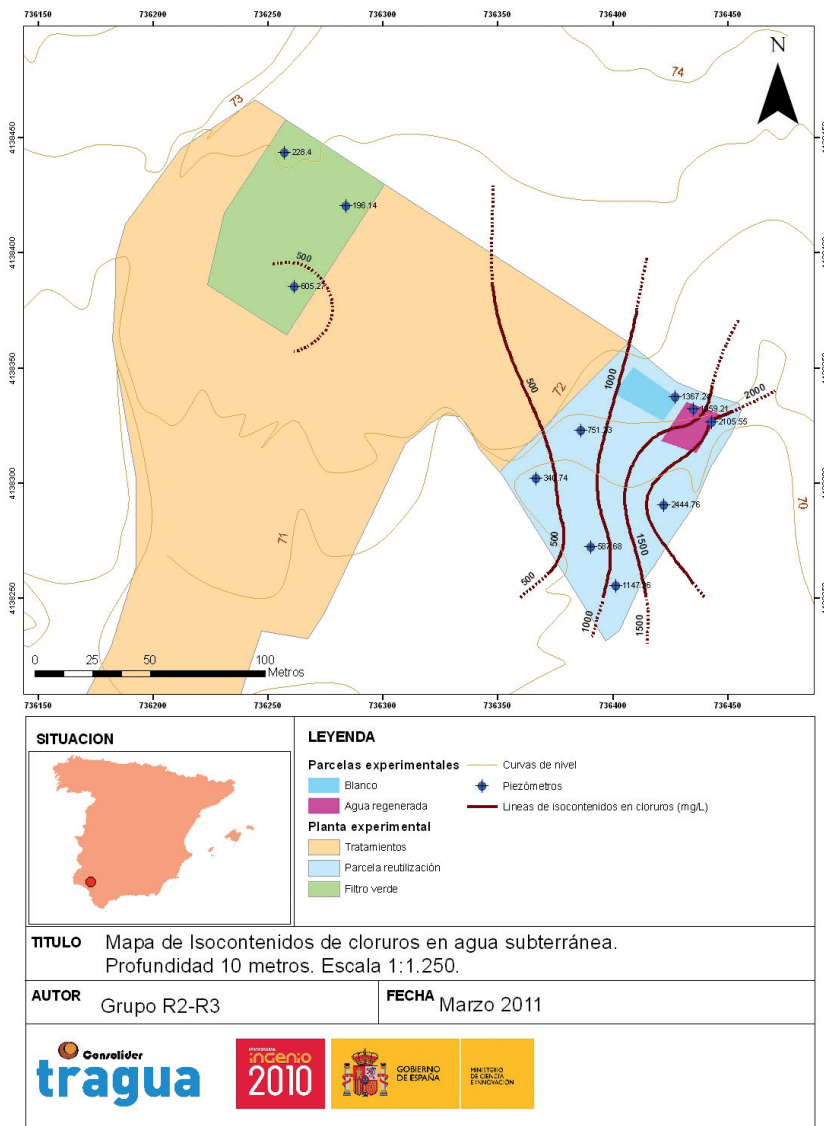 736150 736200 736250 736300 736350 736400 736450
N
74
73
4138450
4138450
228.4
196.14
4138400
4138400
500
605.27
4138350
500
72
1000
1367.24
2000
2105.55
751.23
4138300
4138300
340.74
2444.76
70
71
500
587.68
1500
500
1147.26
4138250
1000
1500
0 25 50 100
Metros
736150 736200 736250 736300 736350 736400 736450
SITUACION
LEYENDA
Parcelas experimentales
Blanco
Agua regenerada
Planta experimental
Tratamientos
Parcela reutilización
Filtro verde
Curvas de nivel
Piezómetros
Lineas de isocontenidos en cloruros (mg/L)
TITULO Mapa de Isocontenidos de cloruros en agua subterránea.
Profundidad 10 metros. Escala 1:1.250.
AUTOR Grupo R2-R3
FECHA Marzo 2011
Consolíder
tragua
PROGRAMA
ingenio
2010
GOBIERNO
DE ESPAÑA
MINISTERIO
DE CIENCIA
E INNOVACIÓN